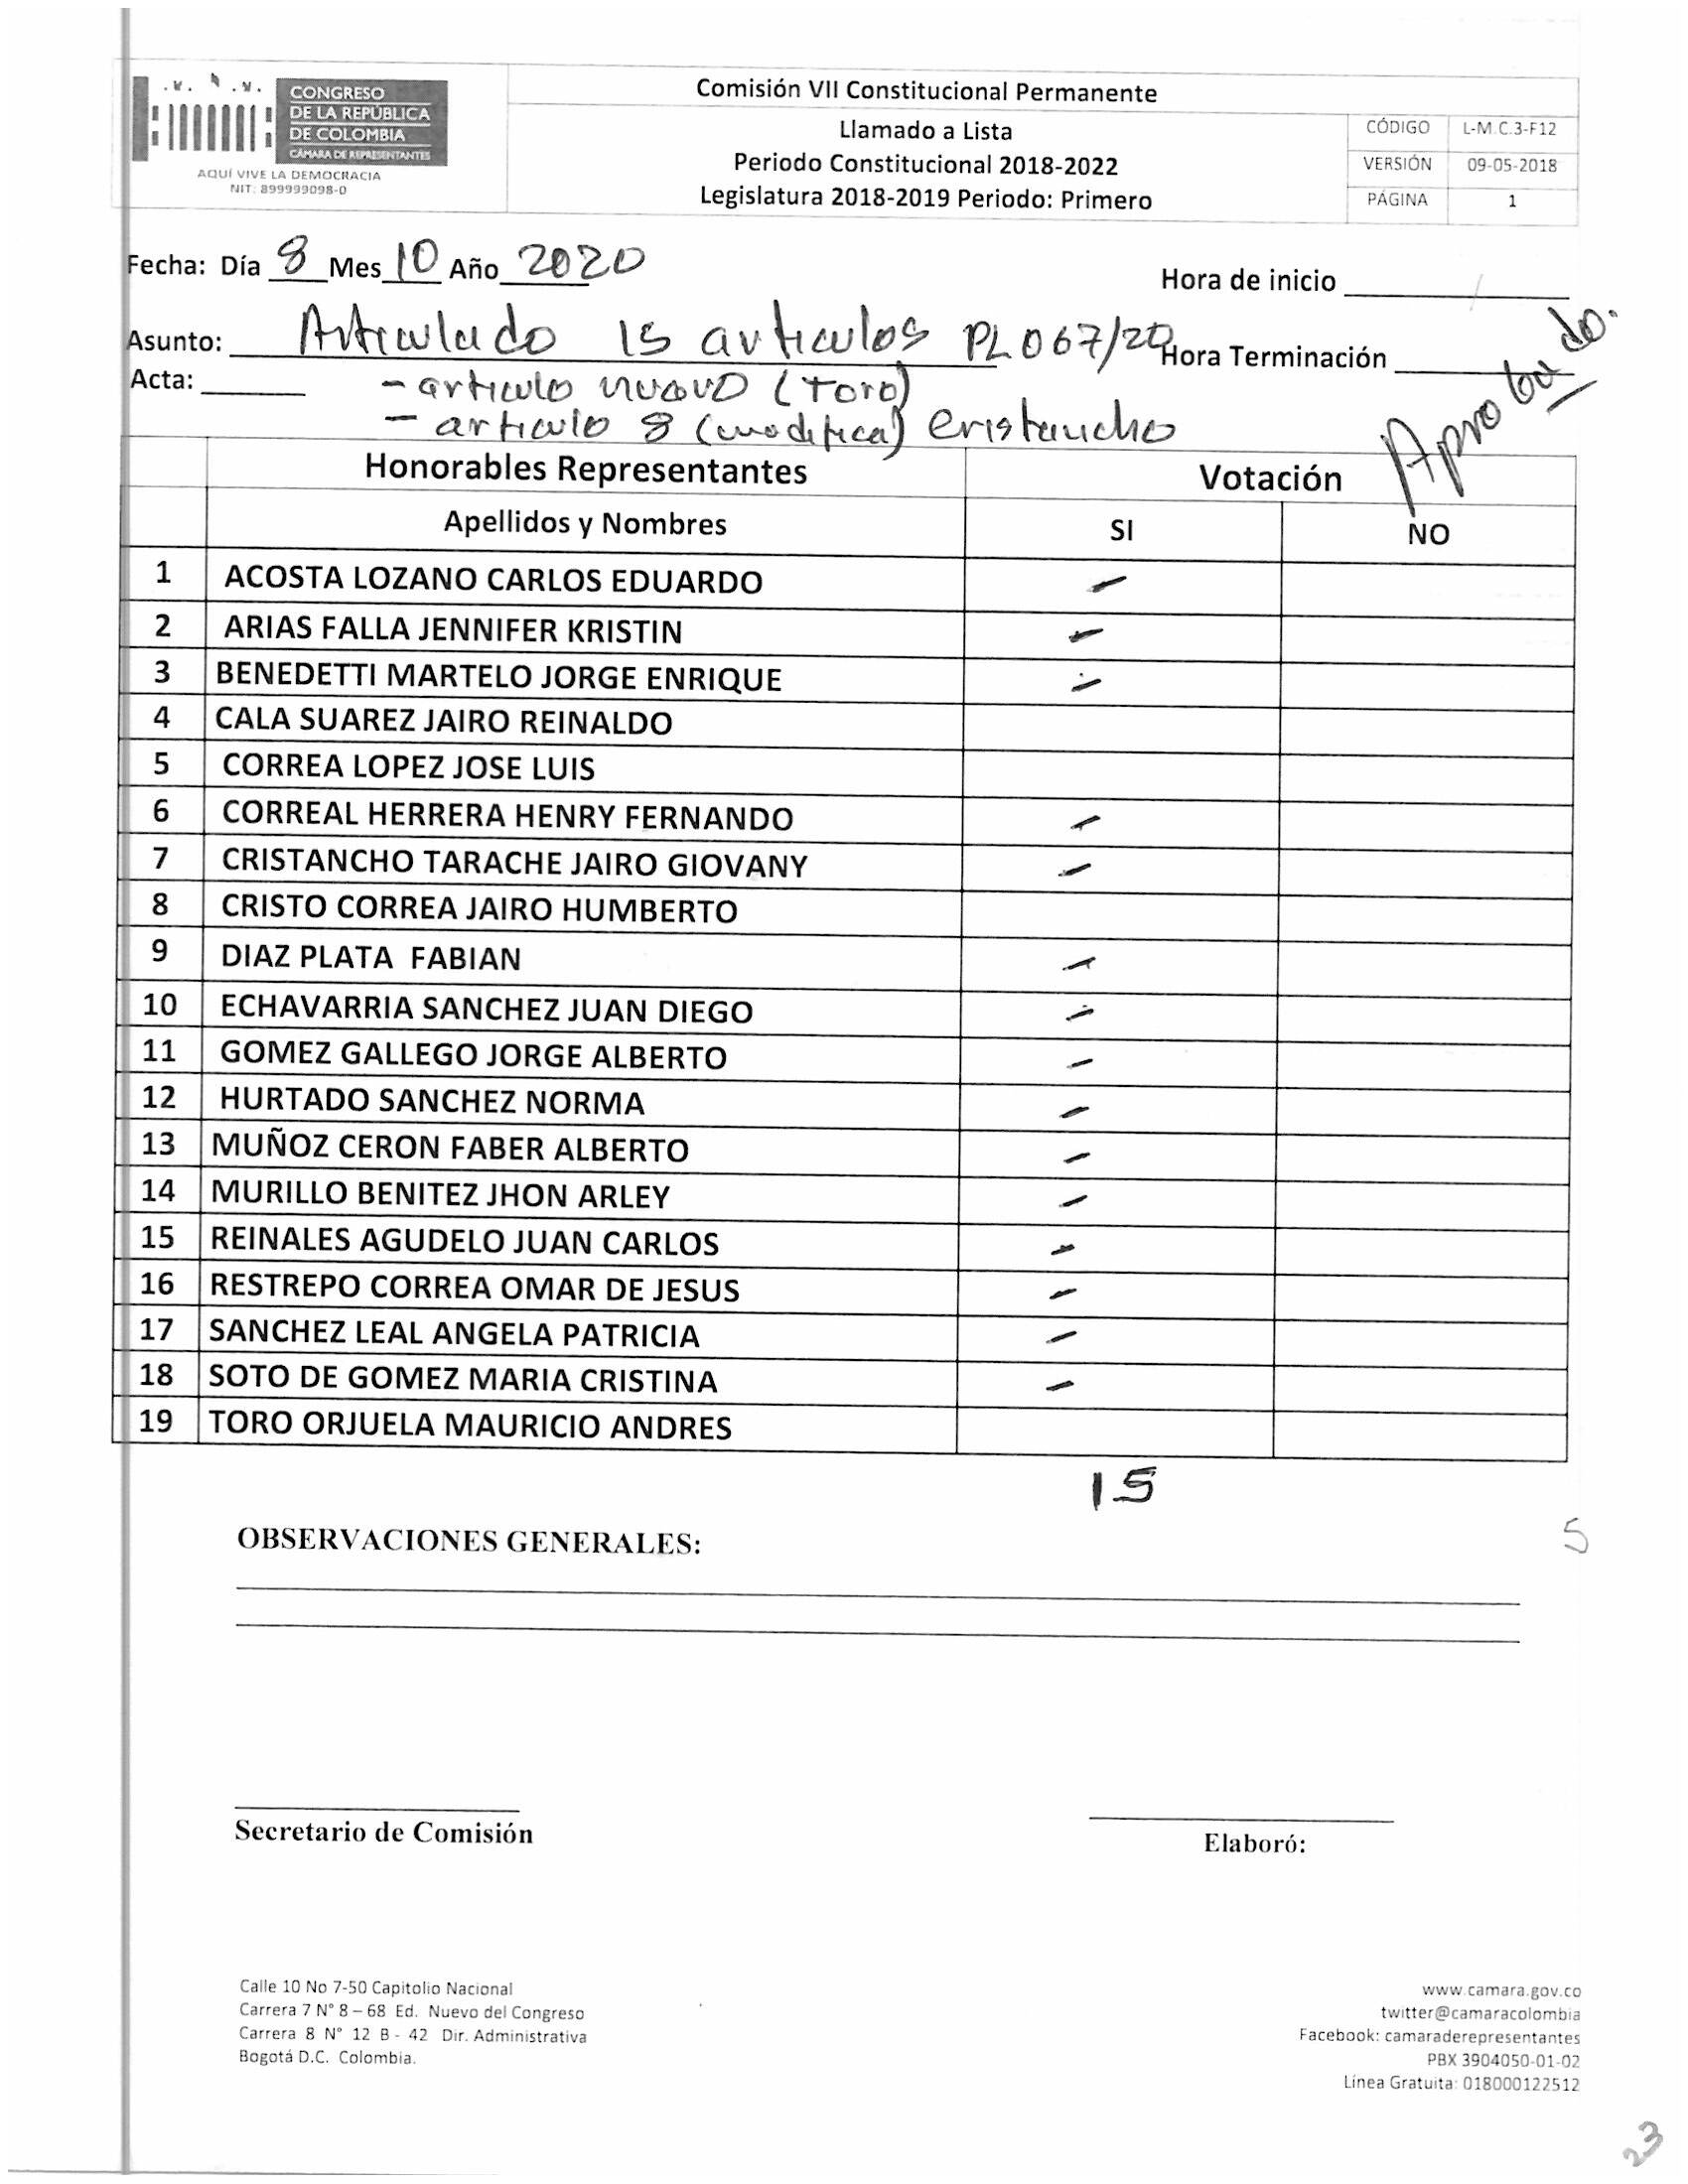 CONGRESO
DE LA REPÚBLICA
DE COLOMBIA
CÁMARA DE REPRESENTANTES
AQUÍ VIVE LA DEMOCRACIA
NIT: 899999098-0
Comisión VII Constitucional Permanente
Llamado a Lista
Periodo Constitucional 2018-2022
Legislatura 2018-2019 Periodo: Primero
CÓDIGO L-M.C.3-F12
VERSIÓN 09-05-2018
PÁGINA 1
Fecha: Día 8 Mes 10 Año 2020
Hora de inicio
Asunto: Articulado 15 artículos PL 067/20
Hora Terminación
Aprobado.
Acta:
- artículo nuevo (Toro)
- artículo 8 (modifica) Cristancho
Honorables Representantes Votación
Apellidos y Nombres SI NO
1 ACOSTA LOZANO CARLOS EDUARDO
2 ARIAS FALLA JENNIFER KRISTIN
3 BENEDETTI MARTELO JORGE ENRIQUE
4 CALA SUAREZ JAIRO REINALDO
5 CORREA LOPEZ JOSE LUIS
6 CORREAL HERRERA HENRY FERNANDO
7 CRISTANCHO TARACHE JAIRO GIOVANY
8 CRISTO CORREA JAIRO HUMBERTO
9 DIAZ PLATA FABIAN
10 ECHAVARRIA SANCHEZ JUAN DIEGO
11 GOMEZ GALLEGO JORGE ALBERTO
12 HURTADO SANCHEZ NORMA
13 MUÑOZ CERON FABER ALBERTO
14 MURILLO BENITEZ JHON ARLEY
15 REINALES AGUDELO JUAN CARLOS
16 RESTREPO CORREA OMAR DE JESUS
17 SANCHEZ LEAL ANGELA PATRICIA
18 SOTO DE GOMEZ MARIA CRISTINA
19 TORO ORJUELA MAURICIO ANDRES
15
OBSERVACIONES GENERALES:
5
Secretario de Comisión
Elaboró:
Calle 10 No 7-50 Capitolio Nacional
Carrera 7 N° 8 – 68 Ed. Nuevo del Congreso
Carrera 8 N° 12 B - 42 Dir. Administrativa
Bogotá D.C. Colombia.
www.camara.gov.co
twitter@camaracolombia
Facebook: camaraderepresentantes
PBX 3904050-01-02
Línea Gratuita: 018000122512
23